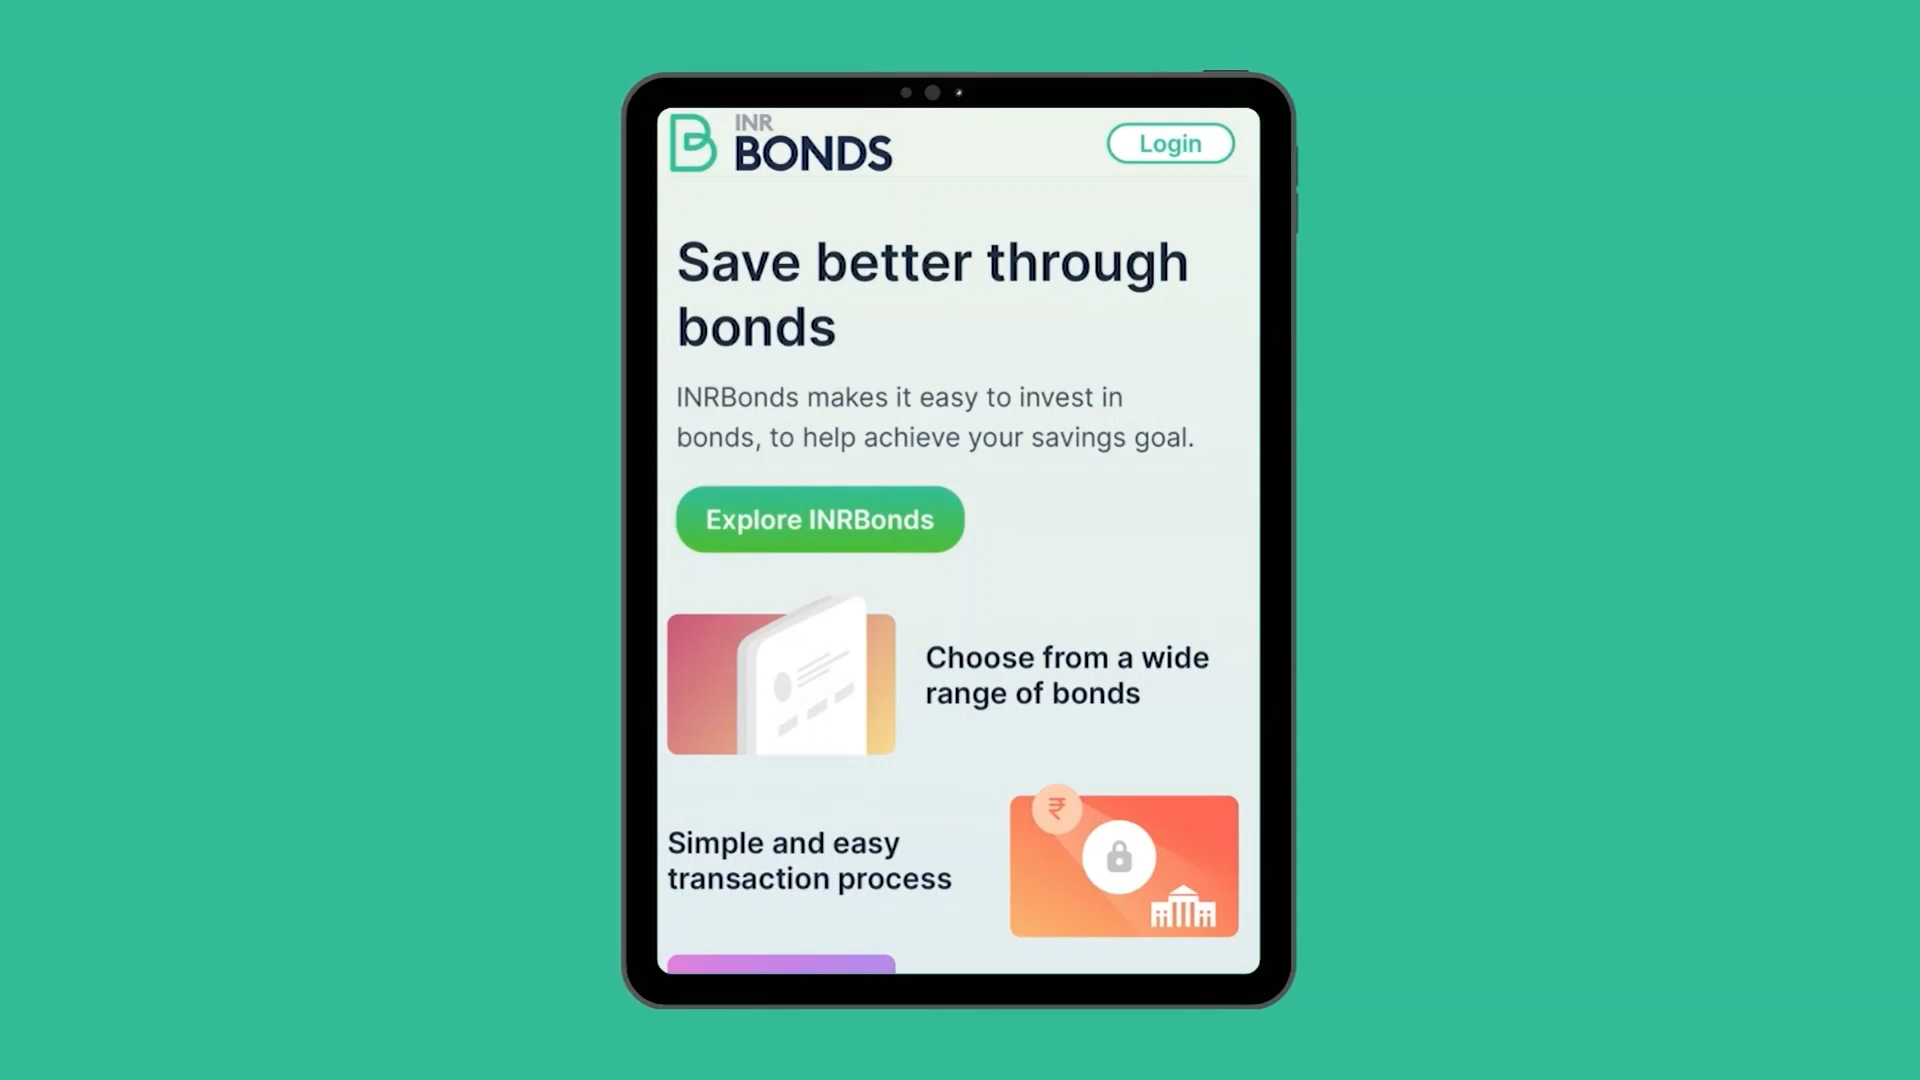 INR
BONDS
Login
Save better through
bonds
INRBonds makes it easy to invest in
bonds, to help achieve your savings goal.
Explore INRBonds
Choose from a wide
range of bonds
₹
Simple and easy
transaction process